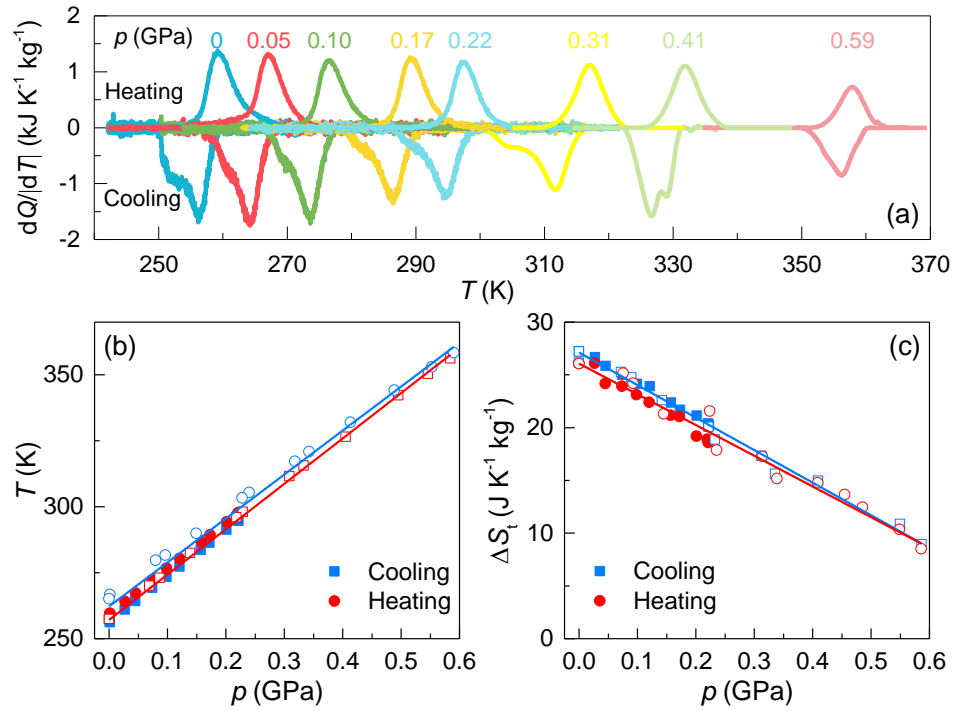 p (GPa) 0 0.05 0.10 0.17 0.22 0.31 0.41 0.59
2
1
0
-1
-2
dQ/|dT| (kJ K⁻¹ kg⁻¹)
Heating
Cooling
(a)
250 270 290 310 330 350 370
T (K)
(b)
350
300
250
T (K)
Cooling
Heating
0.0 0.1 0.2 0.3 0.4 0.5 0.6
p (GPa)
(c)
30
20
10
0
ΔSₜ (J K⁻¹ kg⁻¹)
Cooling
Heating
0.0 0.1 0.2 0.3 0.4 0.5 0.6
p (GPa)